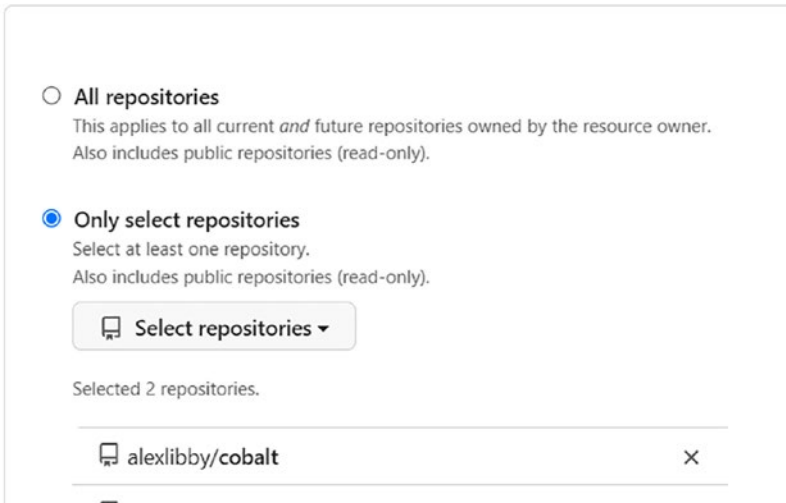 All repositories
This applies to all current and future repositories owned by the resource owner.
Also includes public repositories (read-only).
Only select repositories
Select at least one repository.
Also includes public repositories (read-only).
Select repositories
Selected 2 repositories.
alexlibby/cobalt